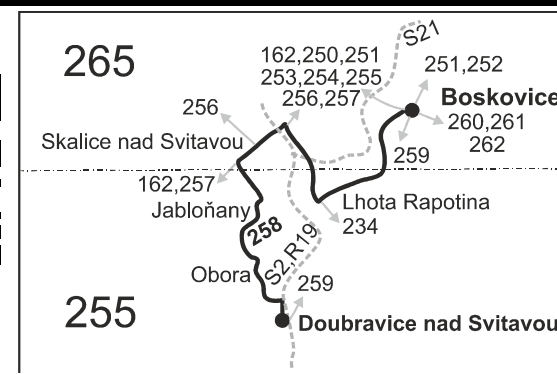 S21
265
162,250,251
253,254,255
256,257
251,252
Boskovice
256
260,261
262
Skalice nad Svitavou
259
162,257
Jabloňany
Lhota Rapotina
234
258
S2,R19
Obora
259
255
Doubravice nad Svitavou